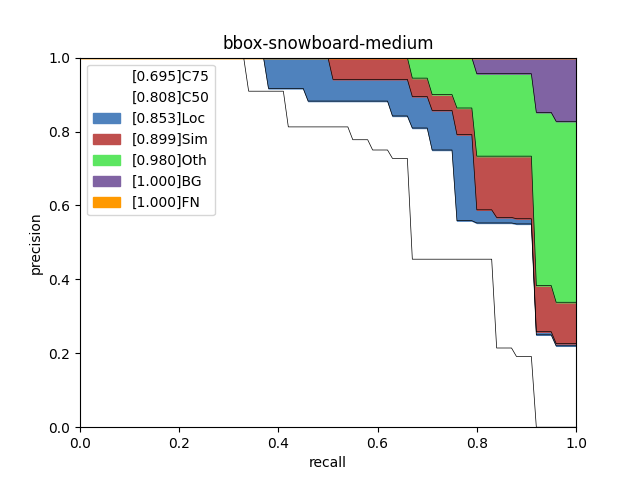 bbox-snowboard-medium
1.0
0.8
0.6
0.4
0.2
0.0
precision
[0.695]C75
[0.808]C50
[0.853]Loc
[0.899]Sim
[0.980]Oth
[1.000]BG
[1.000]FN
0.0 0.2 0.4 0.6 0.8 1.0
recall